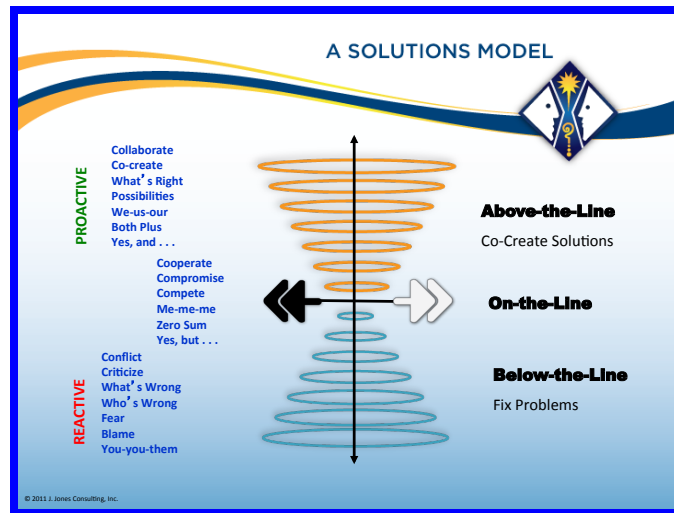 A SOLUTIONS MODEL
PROACTIVE
Collaborate
Co-create
What's Right
Possibilities
We-us-our
Both Plus
Yes, and . . .
Above-the-Line
Co-Create Solutions
Cooperate
Compromise
Compete
Me-me-me
Zero Sum
Yes, but . . .
On-the-Line
REACTIVE
Conflict
Criticize
What's Wrong
Who's Wrong
Fear
Blame
You-you-them
Below-the-Line
Fix Problems
© 2011 J. Jones Consulting, Inc.